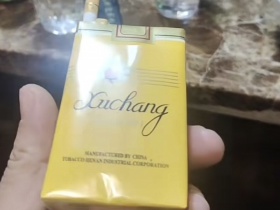 Xuchang
MANUFACTURED BY CHINA
TOBACCO HENAN INDUSTRIAL CORPORATION